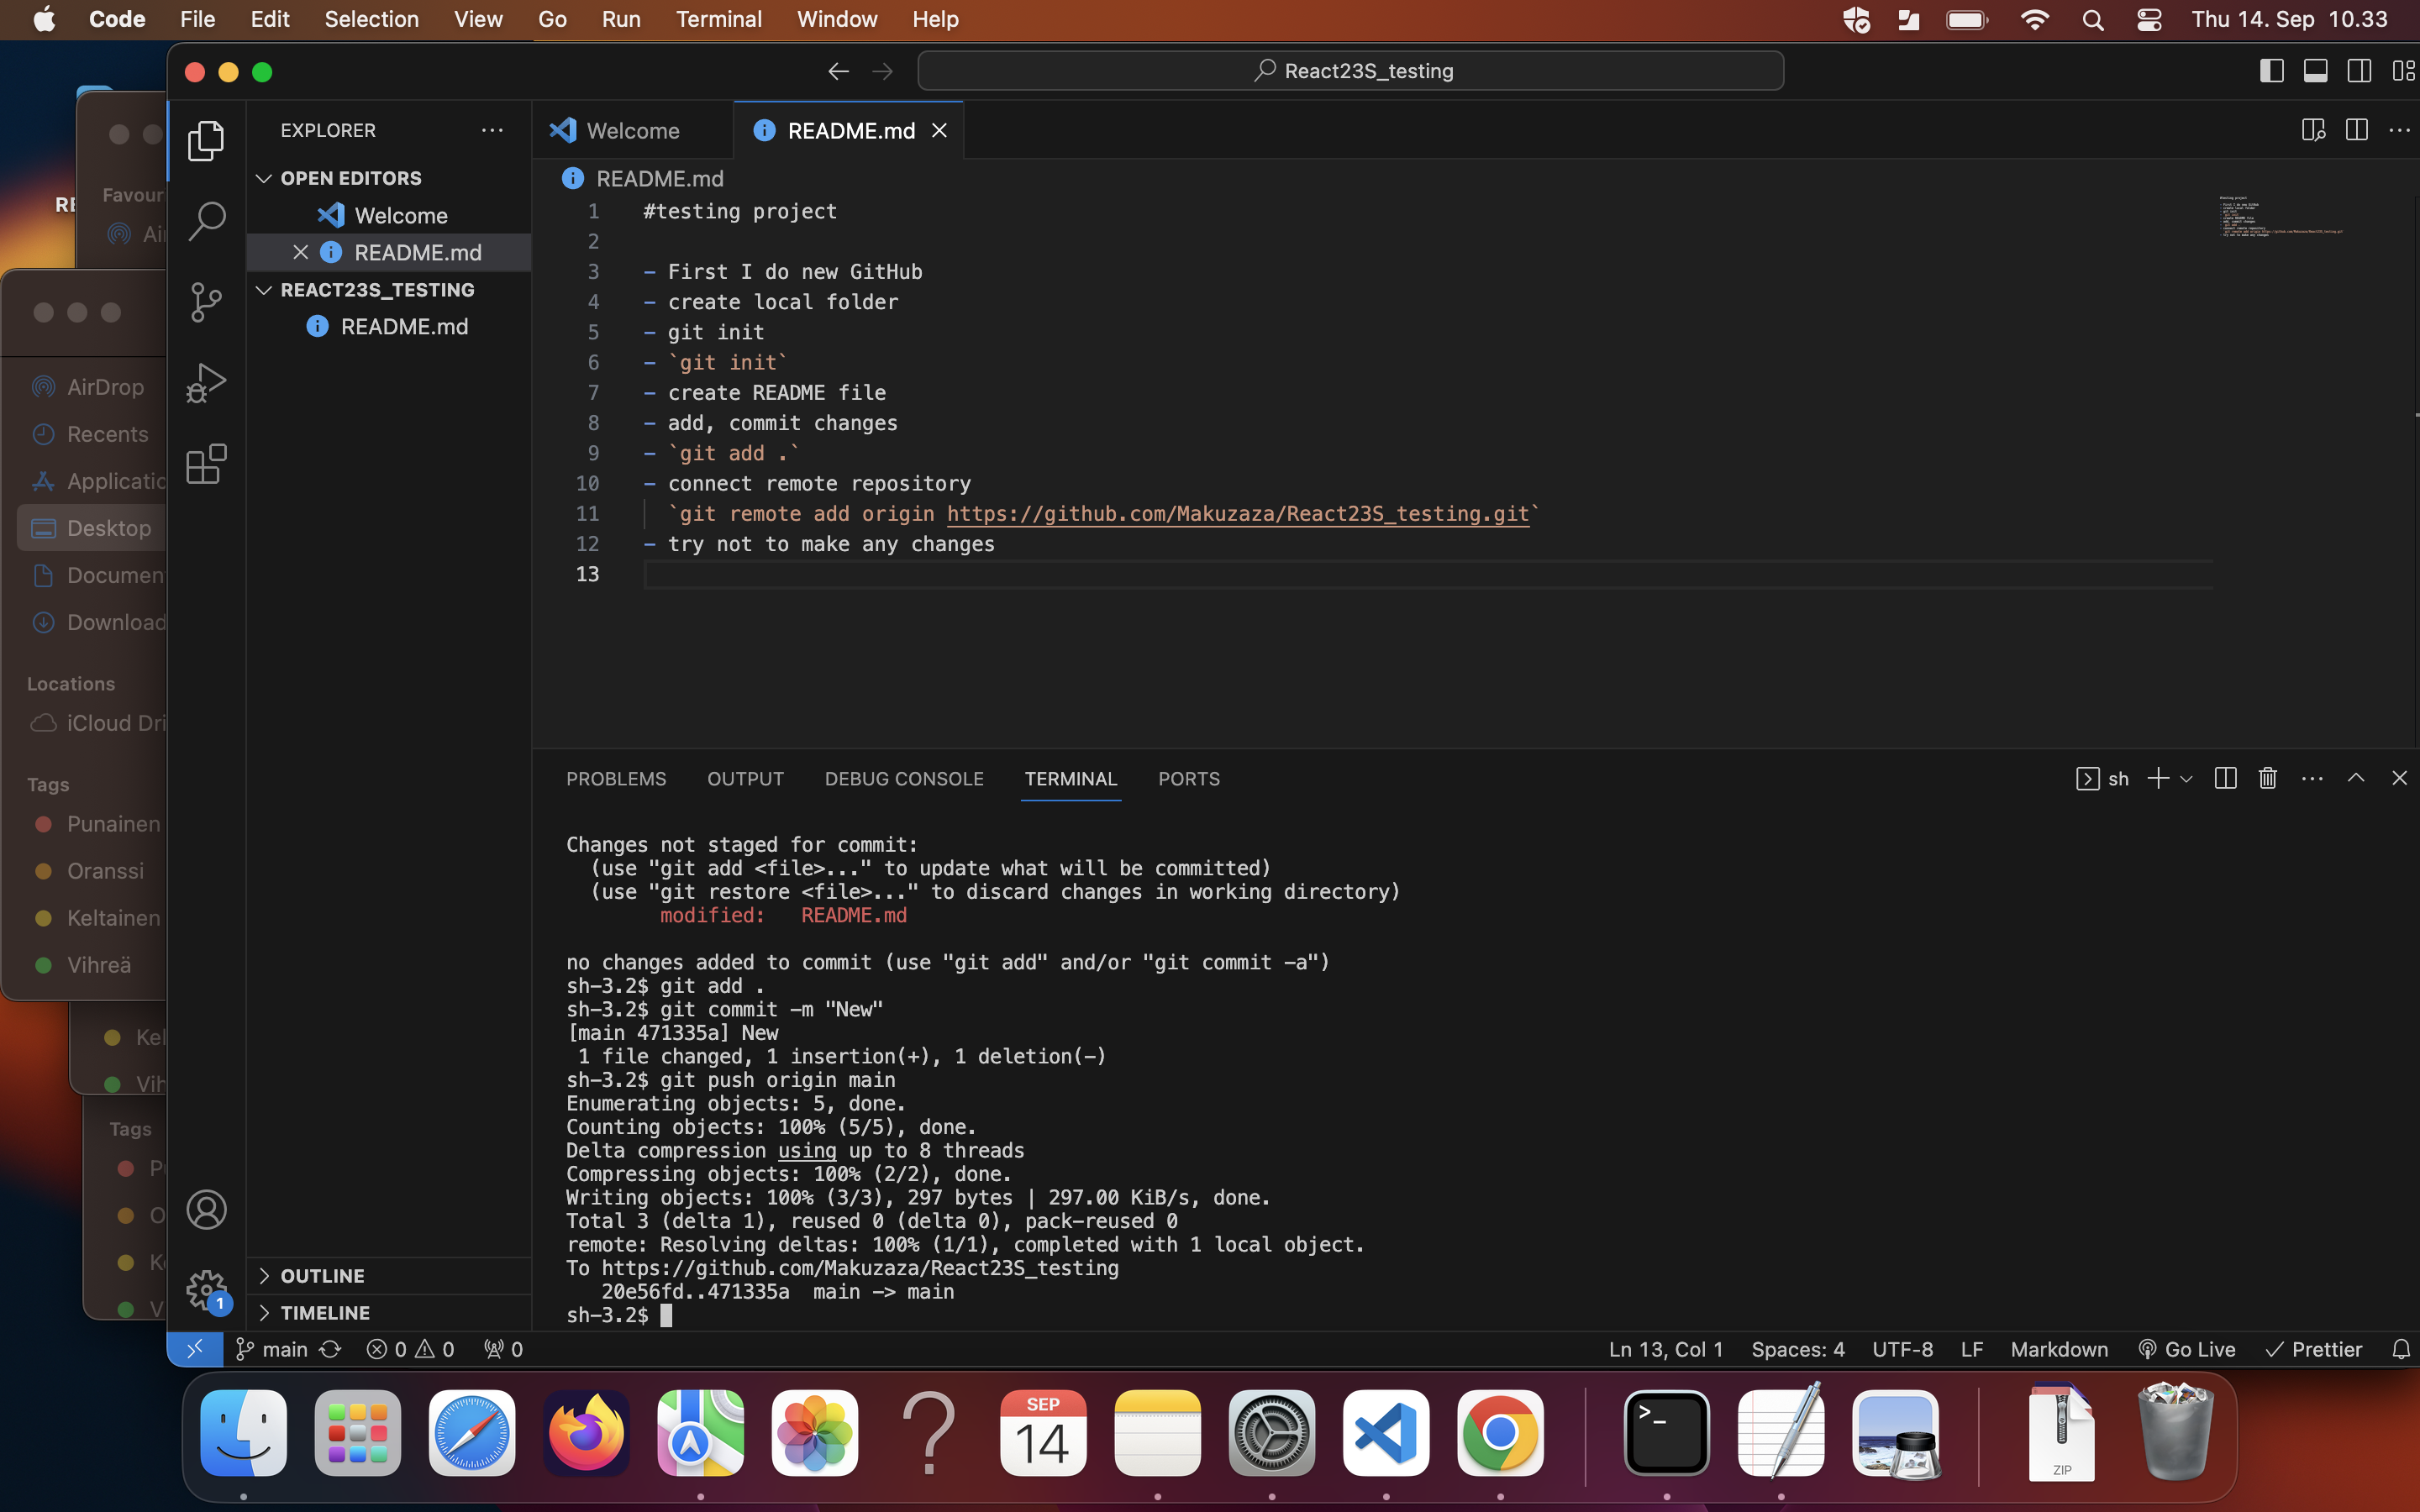 Code File Edit Selection View Go Run Terminal Window Help Thu 14. Sep 10.33
React23S_testing
EXPLORER
OPEN EDITORS
Welcome
README.md
REACT23S_TESTING
README.md
OUTLINE
TIMELINE
Welcome README.md
README.md
1 #testing project
2
3 - First I do new GitHub
4 - create local folder
5 - git init
6 - `git init`
7 - create README file
8 - add, commit changes
9 - `git add .`
10 - connect remote repository
11 `git remote add origin https://github.com/Makuzaza/React23S_testing.git`
12 - try not to make any changes
13
PROBLEMS OUTPUT DEBUG CONSOLE TERMINAL PORTS sh
Changes not staged for commit:
(use "git add <file>..." to update what will be committed)
(use "git restore <file>..." to discard changes in working directory)
modified: README.md
no changes added to commit (use "git add" and/or "git commit -a")
sh-3.2$ git add .
sh-3.2$ git commit -m "New"
[main 471335a] New
1 file changed, 1 insertion(+), 1 deletion(-)
sh-3.2$ git push origin main
Enumerating objects: 5, done.
Counting objects: 100% (5/5), done.
Delta compression using up to 8 threads
Compressing objects: 100% (2/2), done.
Writing objects: 100% (3/3), 297 bytes | 297.00 KiB/s, done.
Total 3 (delta 1), reused 0 (delta 0), pack-reused 0
remote: Resolving deltas: 100% (1/1), completed with 1 local object.
To https://github.com/Makuzaza/React23S_testing
20e56fd..471335a main -> main
sh-3.2$
main 0 0 0 Ln 13, Col 1 Spaces: 4 UTF-8 LF Markdown Go Live Prettier
1
RE
Favour
Ai
AirDrop
Recents
Applicatio
Desktop
Documen
Download
Locations
iCloud Dri
Tags
Punainen
Oranssi
Keltainen
Vihreä
Kel
Vih
Tags
P
O
K
V
SEP
14
>_
ZIP